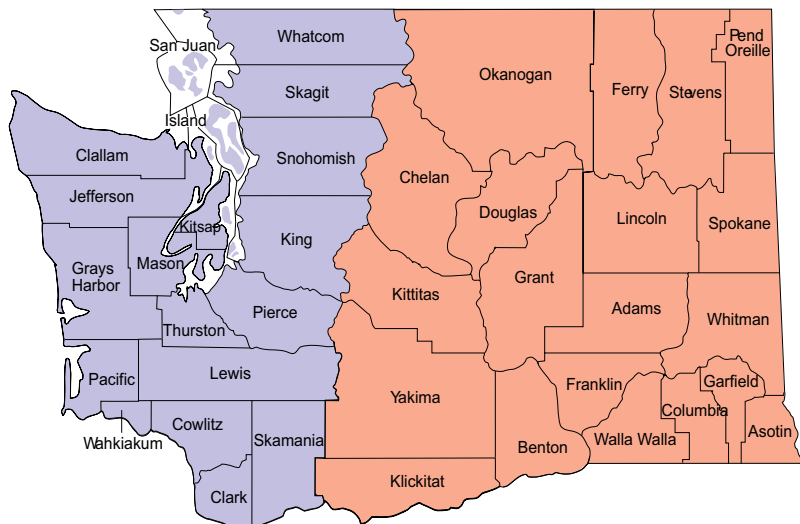 San Juan
Whatcom
Okanogan
Pend
Oreille
Ferry
Stevens
Skagit
Island
Clallam
Snohomish
Chelan
Jefferson
Kitsap
King
Douglas
Lincoln
Spokane
Grays
Harbor
Mason
Kittitas
Grant
Adams
Whitman
Thurston
Pierce
Pacific
Lewis
Yakima
Franklin
Garfield
Columbia
Wahkiakum
Cowlitz
Skamania
Benton
Walla Walla
Asotin
Clark
Klickitat